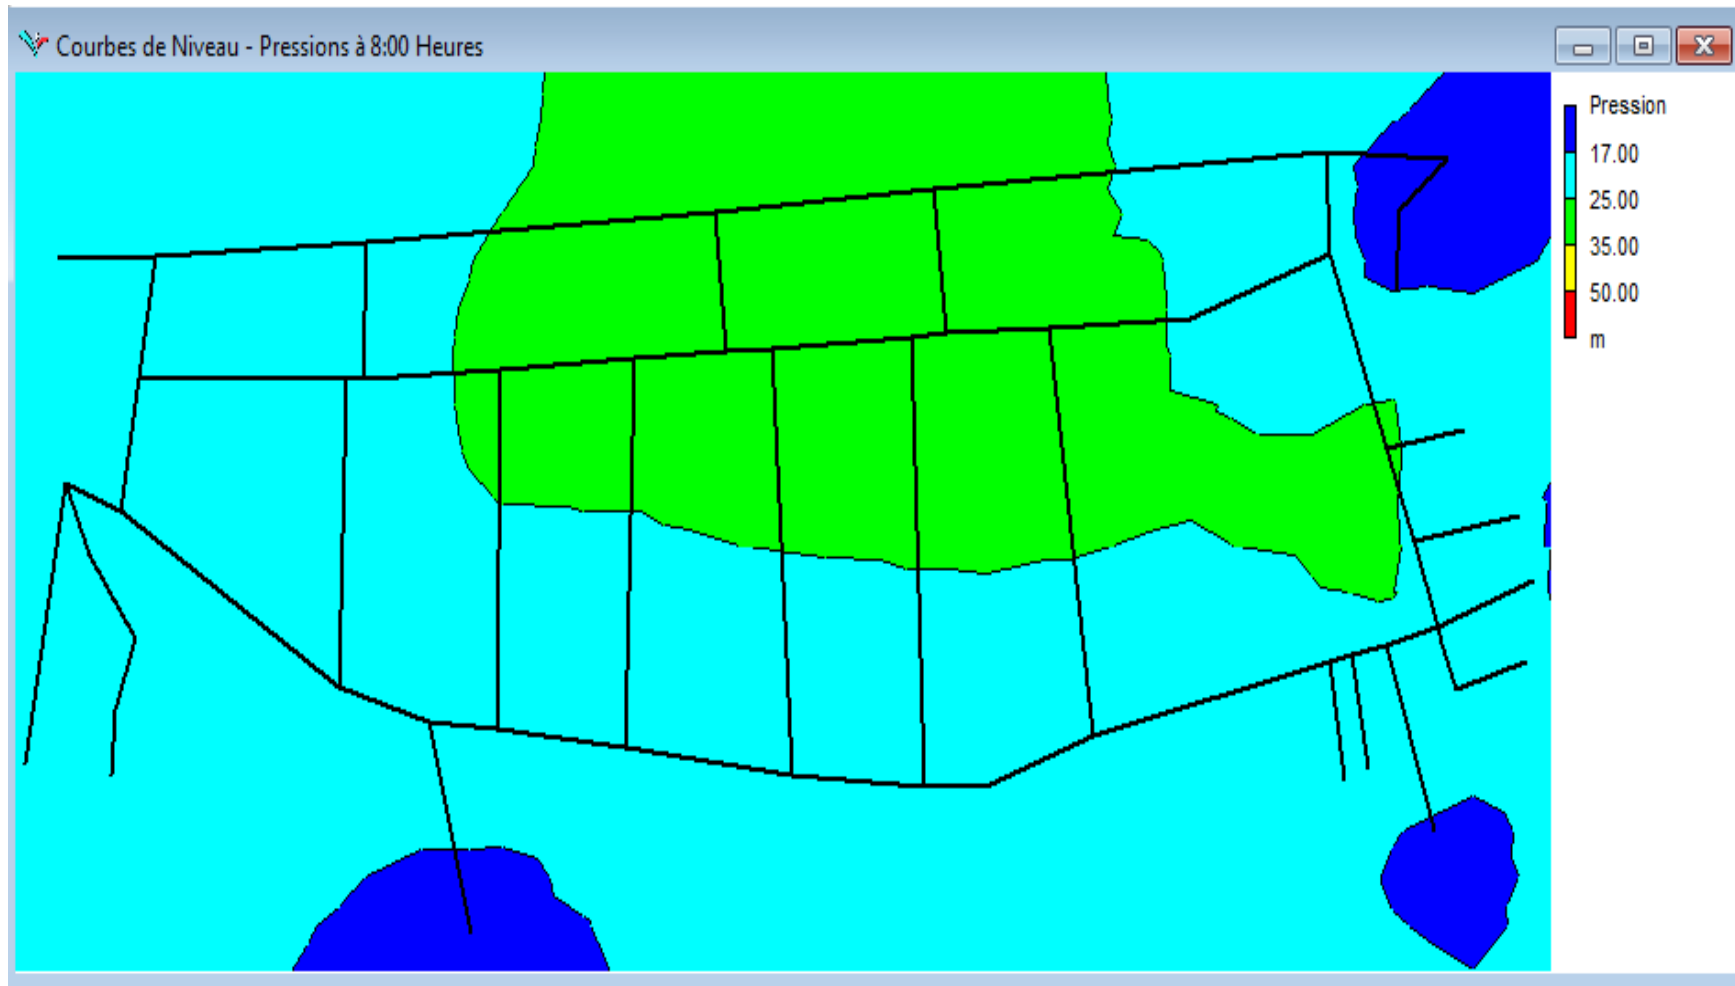 Courbes de Niveau - Pressions à 8:00 Heures
Pression
17.00
25.00
35.00
50.00
m